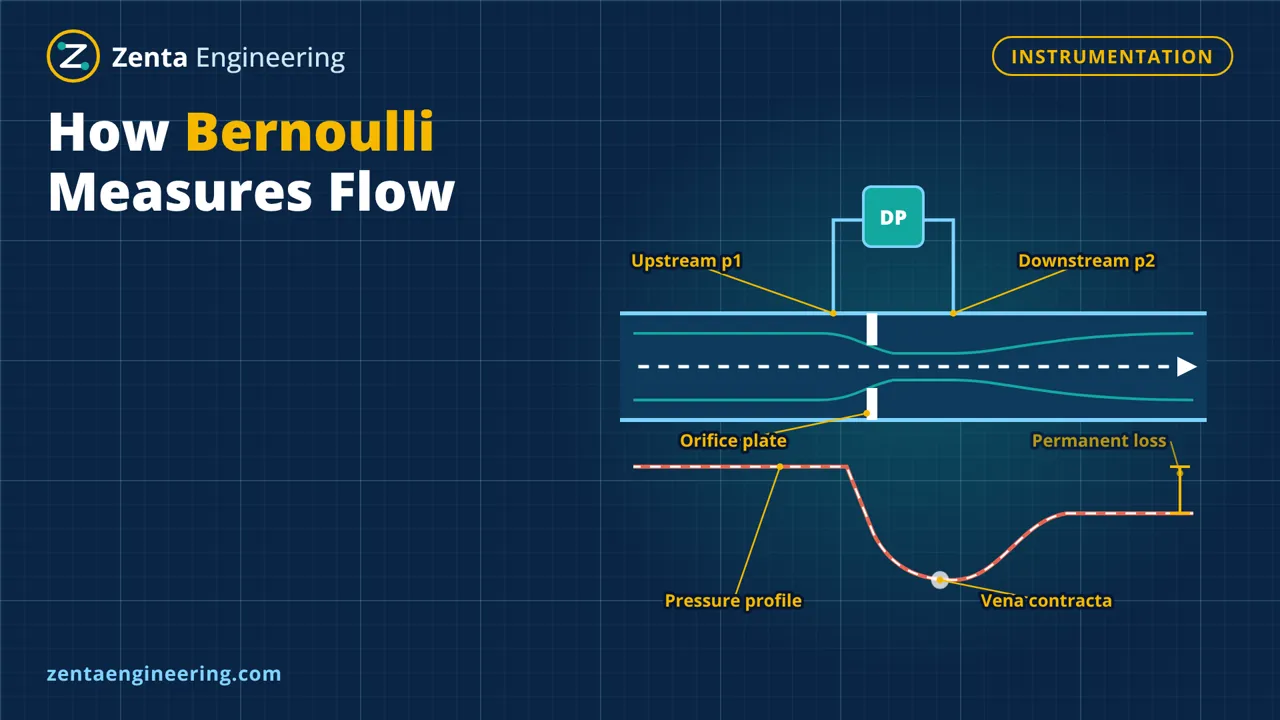 Zenta Engineering
INSTRUMENTATION
How Bernoulli
Measures Flow
DP
Upstream p1
Downstream p2
Orifice plate
Permanent loss
Pressure profile
Vena contracta
zentaengineering.com